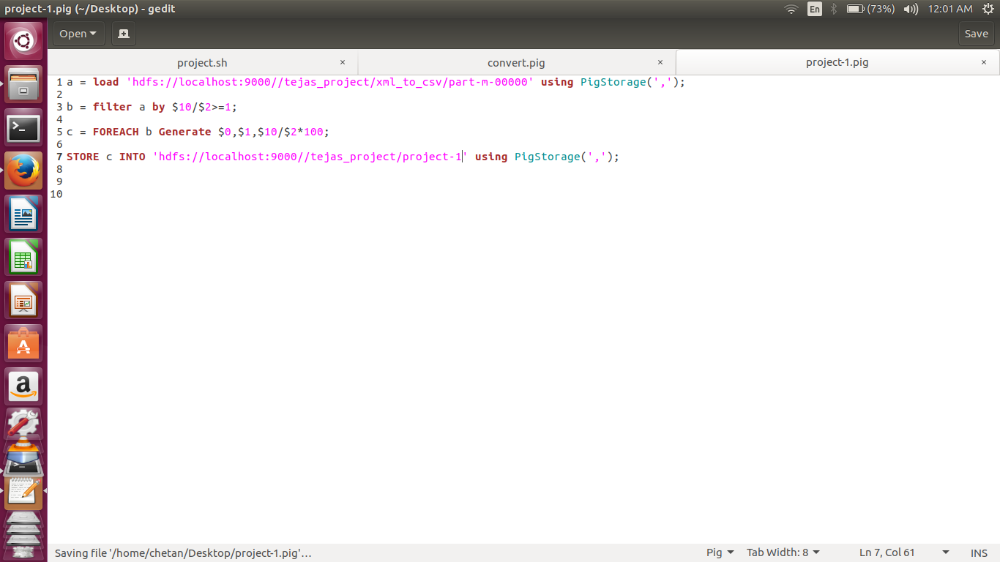 project-1.pig (~/Desktop) - gedit
En
(73%)
12:01 AM
Open
Save
project.sh ×
convert.pig ×
project-1.pig ×
1 a = load 'hdfs://localhost:9000//tejas_project/xml_to_csv/part-m-00000' using PigStorage(',');
2
3 b = filter a by $10/$2>=1;
4
5 c = FOREACH b Generate $0,$1,$10/$2*100;
6
7 STORE c INTO 'hdfs://localhost:9000//tejas_project/project-1' using PigStorage(',');
8
9
10
Saving file '/home/chetan/Desktop/project-1.pig'…
Pig
Tab Width: 8
Ln 7, Col 61
INS